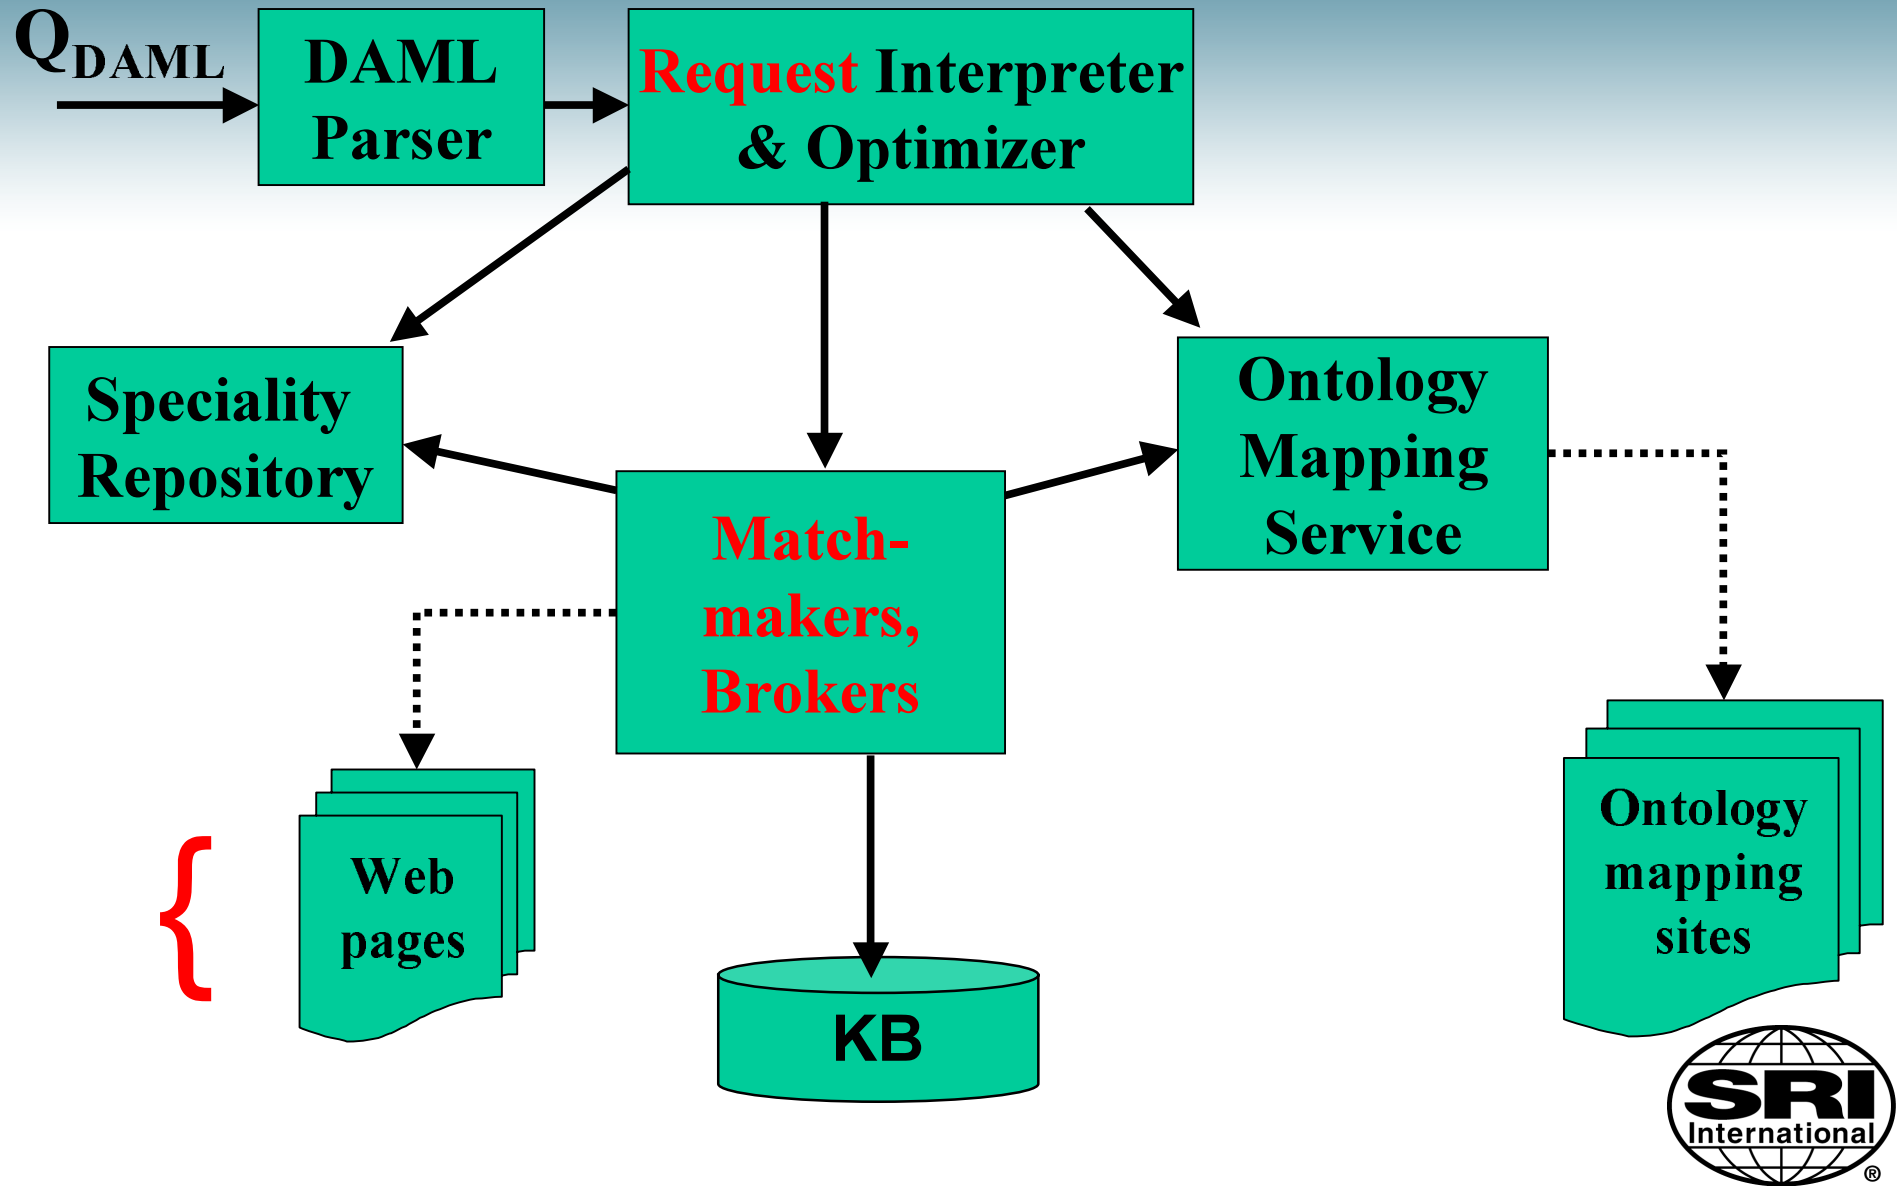 QDAML
DAML
Parser
Request Interpreter
& Optimizer
Speciality
Repository
Ontology
Mapping
Service
Match-
makers,
Brokers
Web
pages
Ontology
mapping
sites
KB
{
SRI
International
®